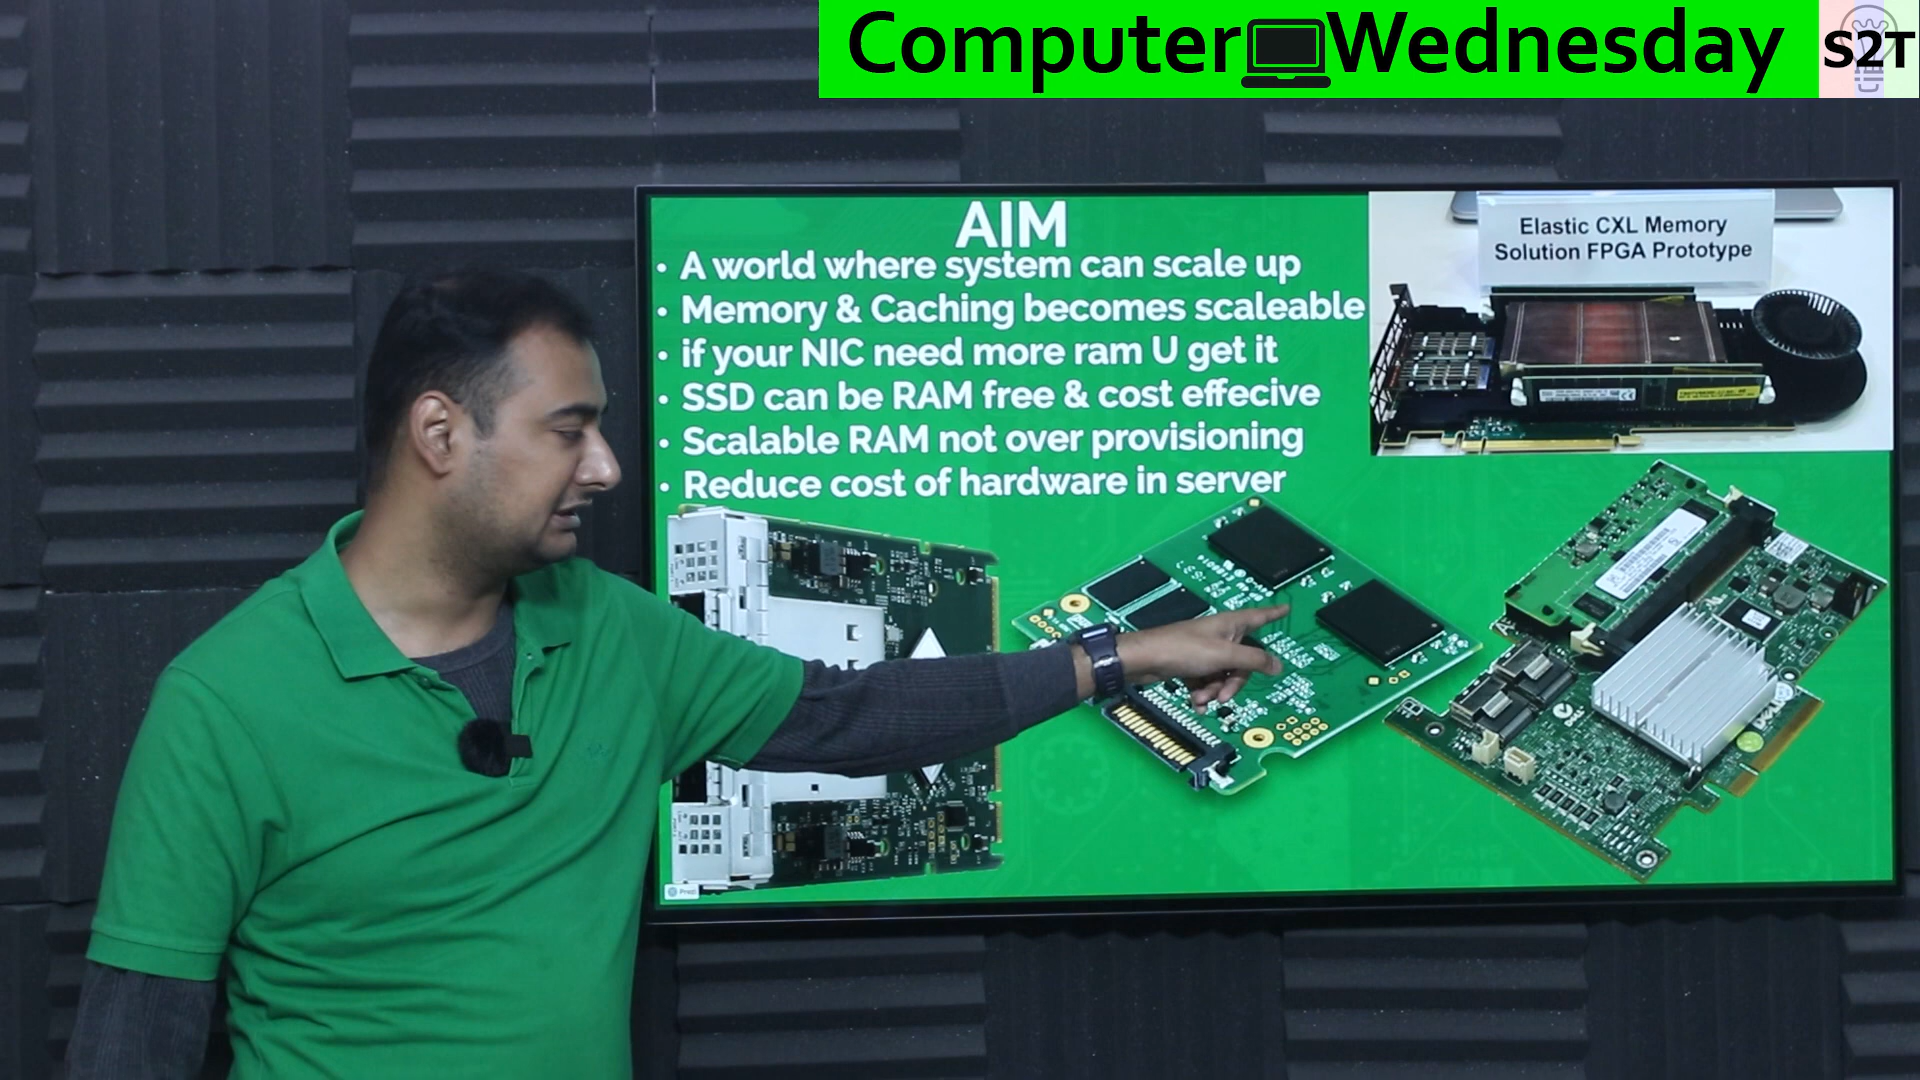 Computer Wednesday
S2T
AIM
• A world where system can scale up
• Memory & Caching becomes scaleable
• if your NIC need more ram U get it
• SSD can be RAM free & cost effecive
• Scalable RAM not over provisioning
• Reduce cost of hardware in server
Elastic CXL Memory
Solution FPGA Prototype
Prezi
DELL